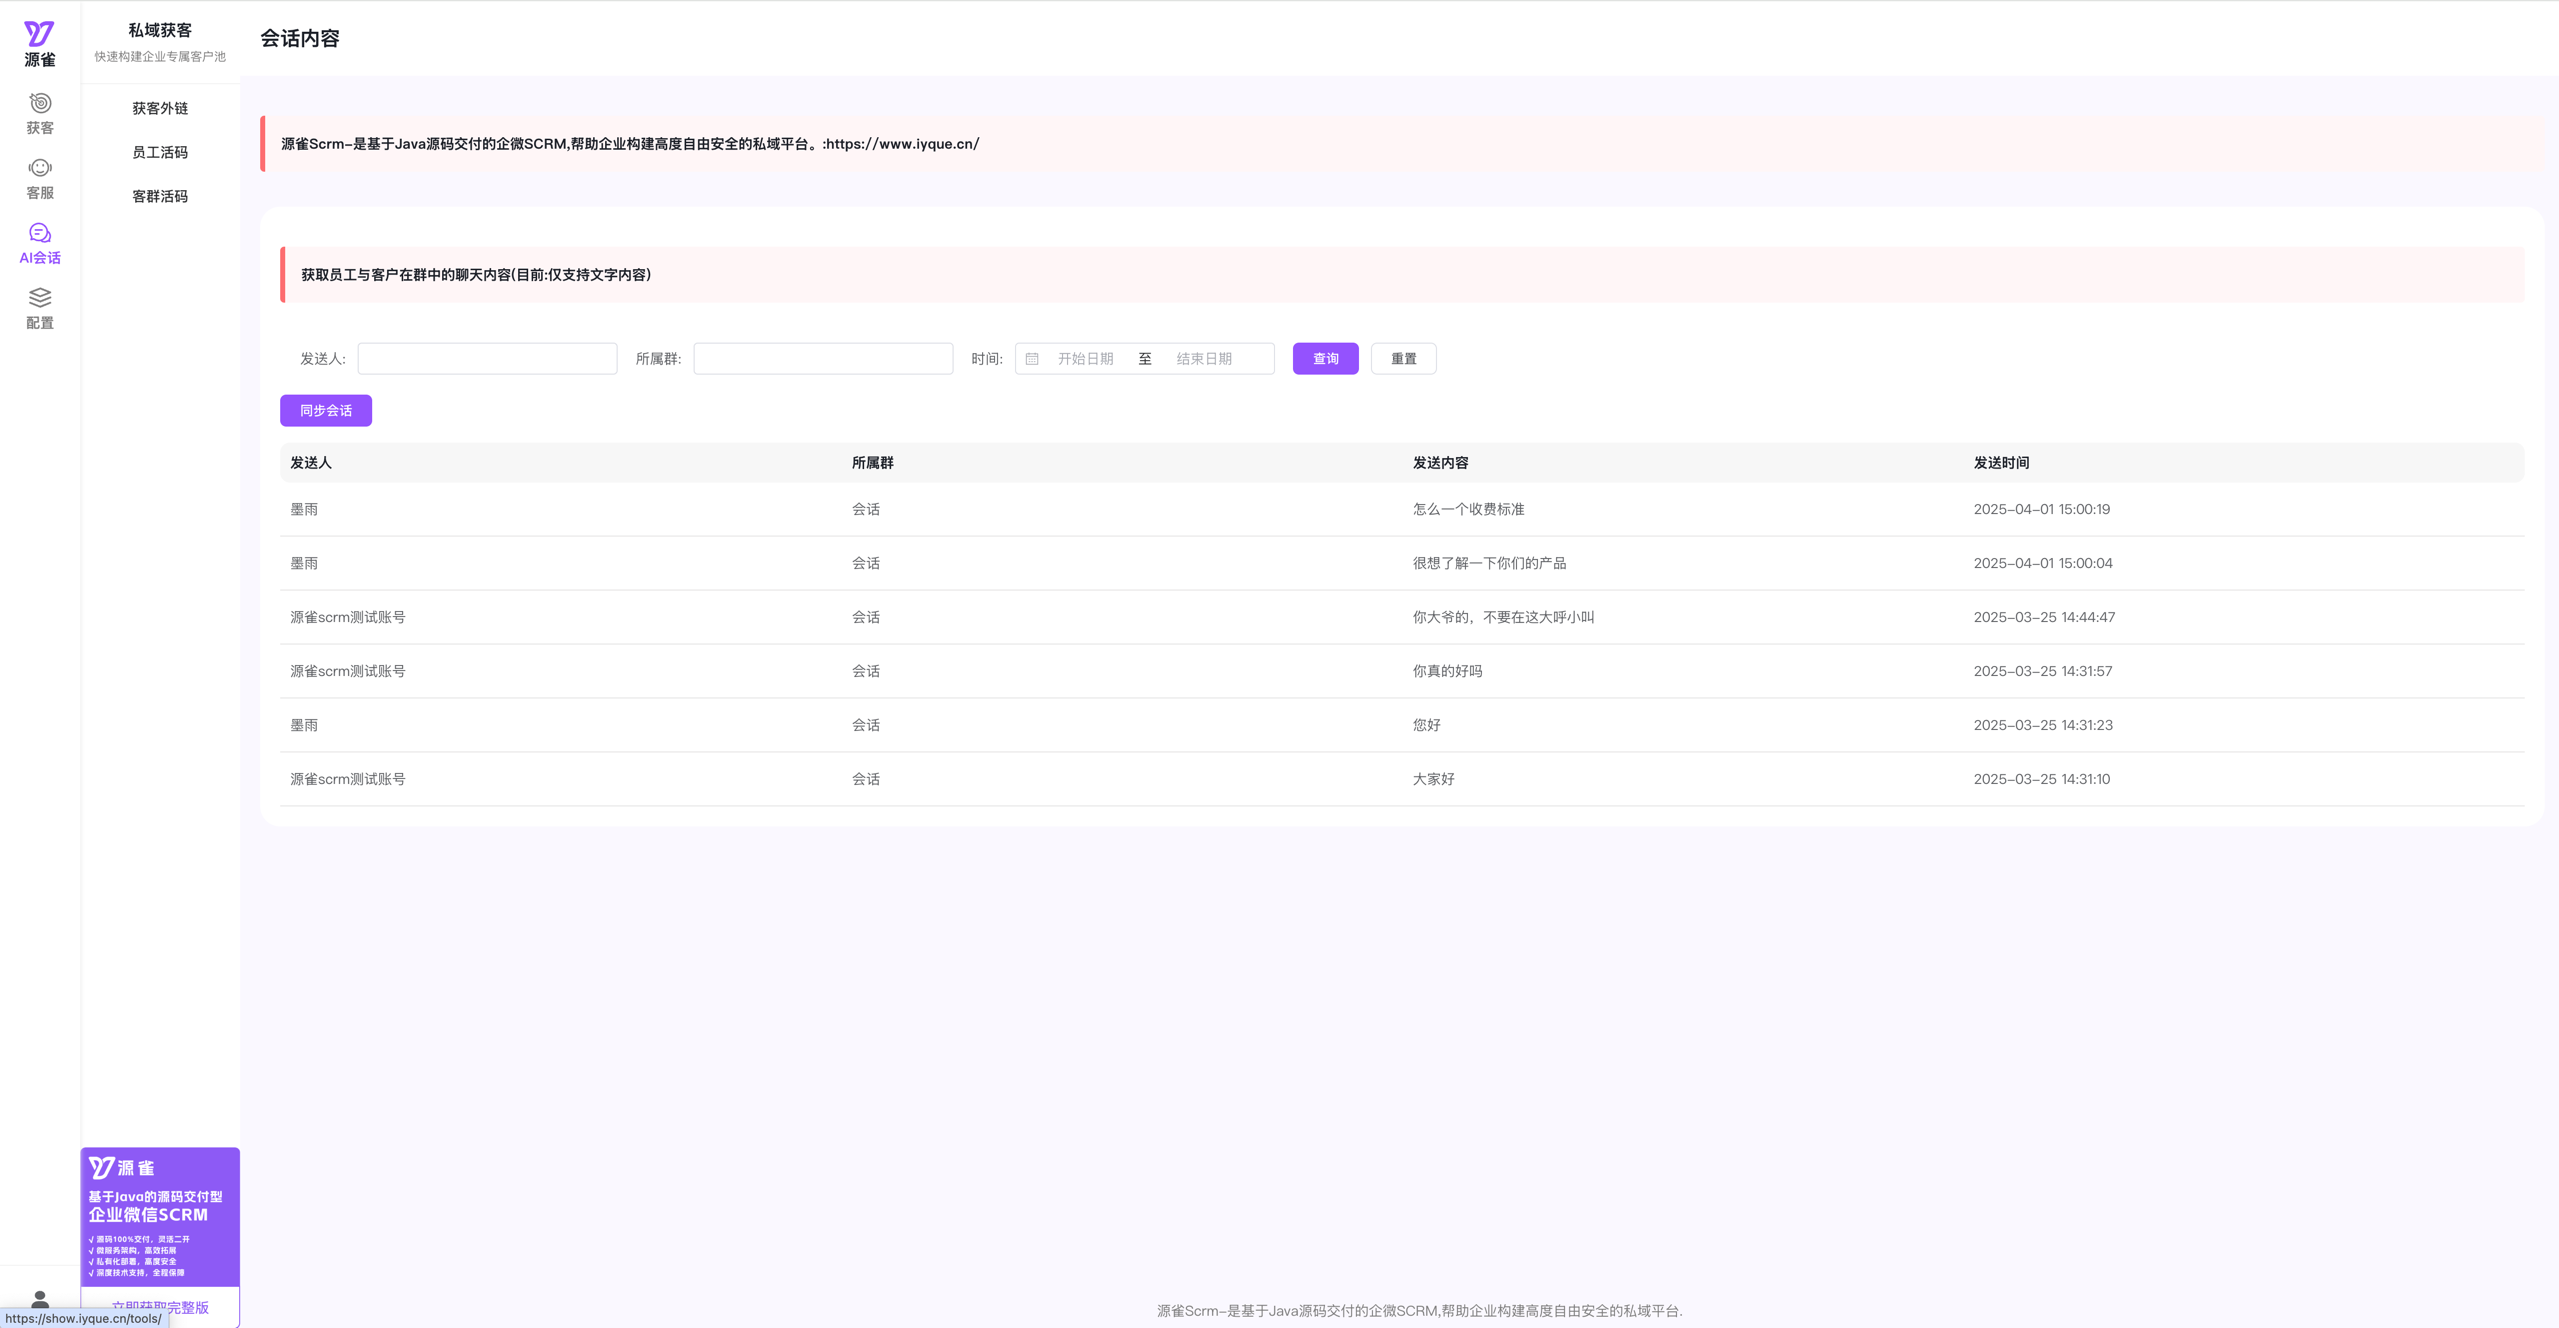 源雀
获客
客服
AI会话
配置
私域获客
快速构建企业专属客户池
获客外链
员工活码
客群活码
会话内容
源雀Scrm-是基于Java源码交付的企微SCRM,帮助企业构建高度自由安全的私域平台。:https://www.iyque.cn/
获取员工与客户在群中的聊天内容(目前:仅支持文字内容)
发送人: 所属群: 时间: 开始日期 至 结束日期 查询 重置
同步会话
发送人 所属群 发送内容 发送时间
墨雨 会话 怎么一个收费标准 2025-04-01 15:00:19
墨雨 会话 很想了解一下你们的产品 2025-04-01 15:00:04
源雀scrm测试账号 会话 你大爷的，不要在这大呼小叫 2025-03-25 14:44:47
源雀scrm测试账号 会话 你真的好吗 2025-03-25 14:31:57
墨雨 会话 您好 2025-03-25 14:31:23
源雀scrm测试账号 会话 大家好 2025-03-25 14:31:10
源雀
基于Java的源码交付型
企业微信SCRM
√ 源码100%交付，灵活二开
√ 微服务架构，高效拓展
√ 私有化部署，高度安全
√ 深度技术支持，全程保障
立即获取完整版
https://show.iyque.cn/tools/
源雀Scrm-是基于Java源码交付的企微SCRM,帮助企业构建高度自由安全的私域平台.